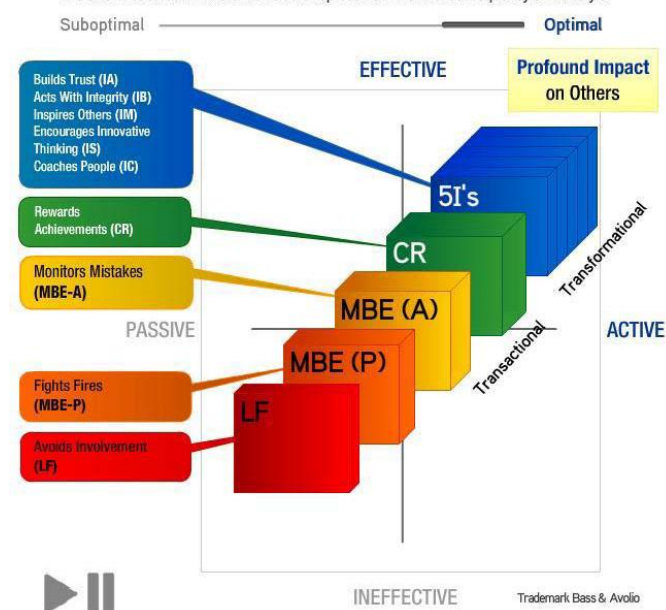 Suboptimal
Optimal
EFFECTIVE
Profound Impact
on Others
Builds Trust (IA)
Acts With Integrity (IB)
Inspires Others (IM)
Encourages Innovative
Thinking (IS)
Coaches People (IC)
5I's
Rewards
Achievements (CR)
CR
Transformational
Monitors Mistakes
(MBE-A)
MBE (A)
PASSIVE
ACTIVE
Transactional
MBE (P)
Fights Fires
(MBE-P)
LF
Avoids Involvement
(LF)
INEFFECTIVE
Trademark Bass & Avolio